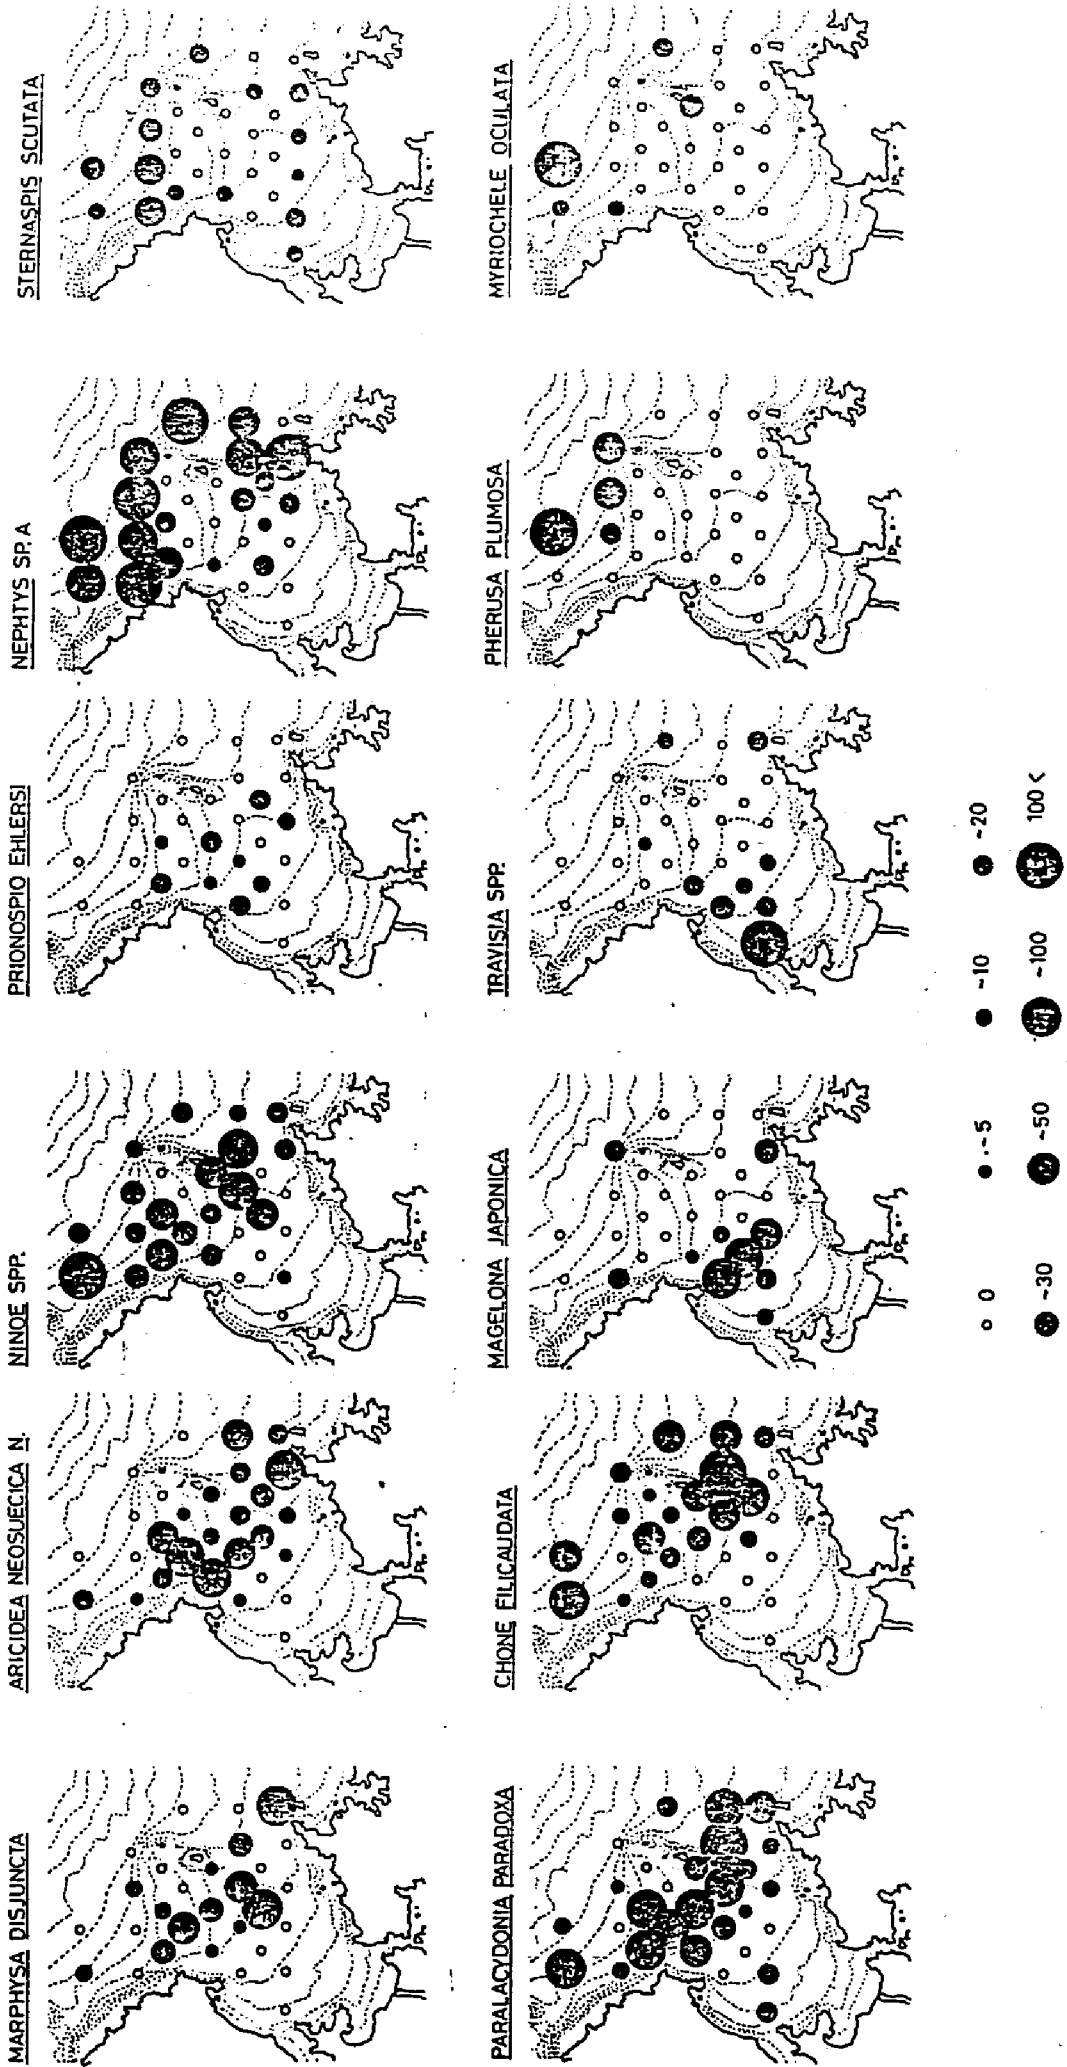 MARPHYSA DISJUNCTA
ARICIDEA NEOSUECICA N.
NINOE SPP.
PRIONOSPIO EHLERSI
NEPHTYS SP. A
STERNASPIS SCUTATA
PARALACYDONIA PARADOXA
CHONE FILICAUDATA
MAGELONA JAPONICA
TRAVISIA SPP.
PHERUSA PLUMOSA
MYRIOCHELE OCULATA
0 ~5 ~10 ~20
~30 ~50 ~100 100<